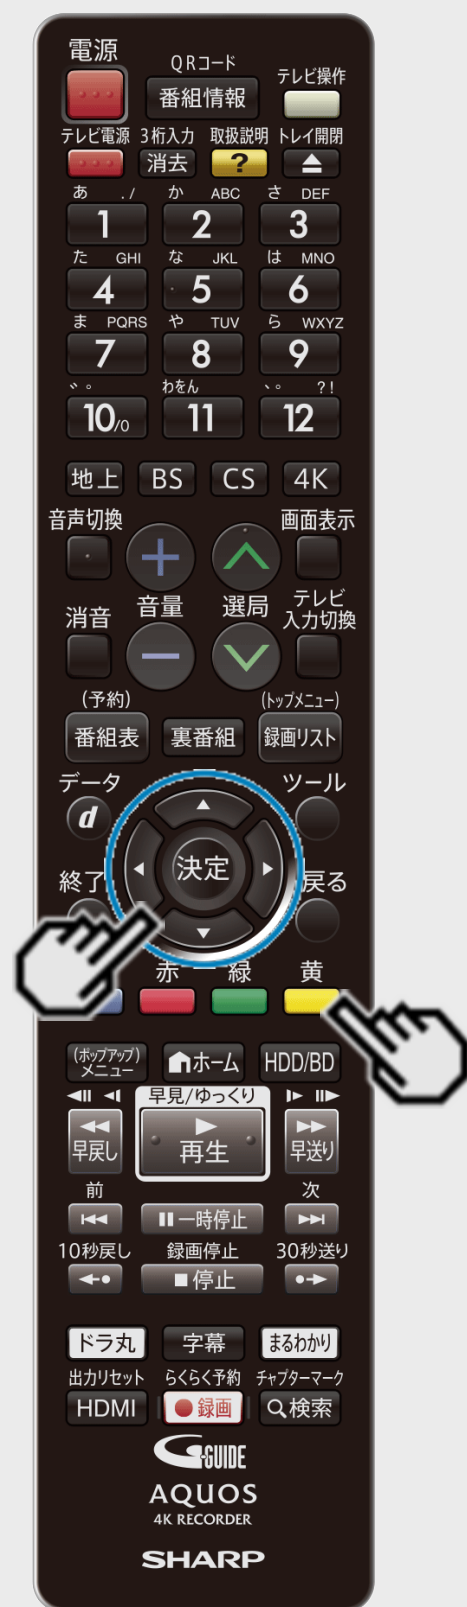 電源
QRコード
テレビ操作
番組情報
テレビ電源 3桁入力 取扱説明 トレイ開閉
消去 ?
あ ./ か ABC さ DEF
1 2 3
た GHI な JKL は MNO
4 5 6
ま PQRS や TUV ら WXYZ
7 8 9
゛゜ わをん 、。 ?!
10/0 11 12
地上 BS CS 4K
音声切換 画面表示
消音 音量 選局 テレビ
入力切換
(予約) (トップメニュー)
番組表 裏番組 録画リスト
データ ツール
d
決定
終了 戻る
赤 緑 黄
(ポップアップ)
メニュー ホーム HDD/BD
早見/ゆっくり
早戻し 再生 早送り
前 次
一時停止
10秒戻し 録画停止 30秒送り
停止
ドラ丸 字幕 まるわかり
出力リセット らくらく予約 チャプターマーク
HDMI 録画 検索
G-GUIDE
AQUOS
4K RECORDER
SHARP